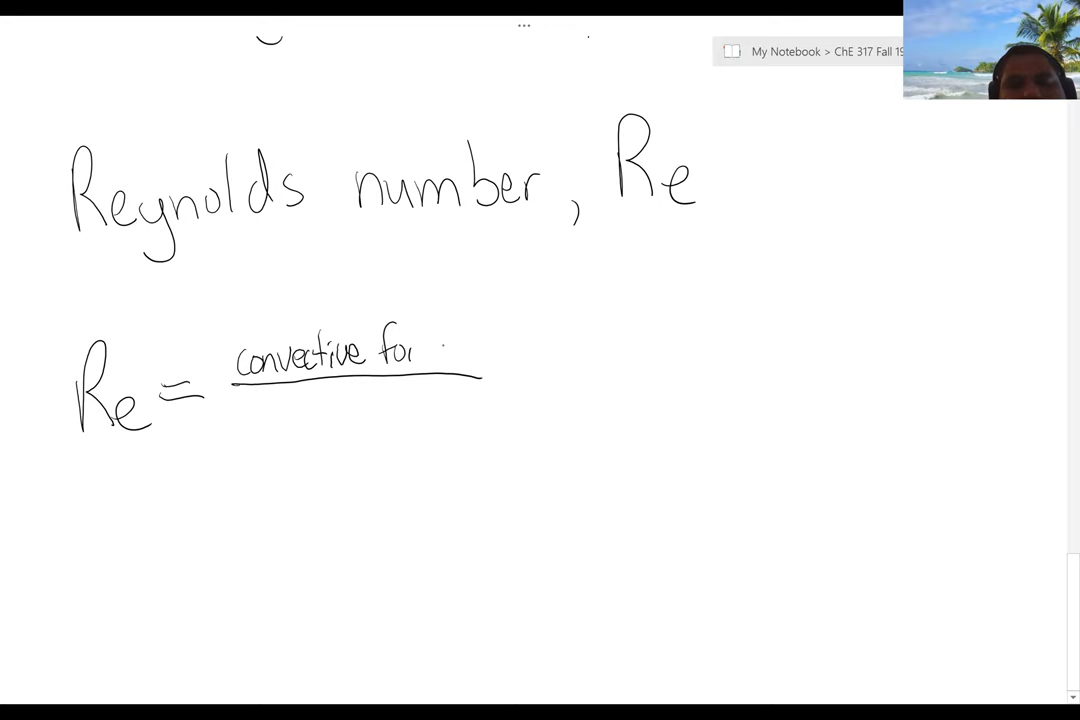 My Notebook > ChE 317 Fall 19
Reynolds number, Re
Re = convective for